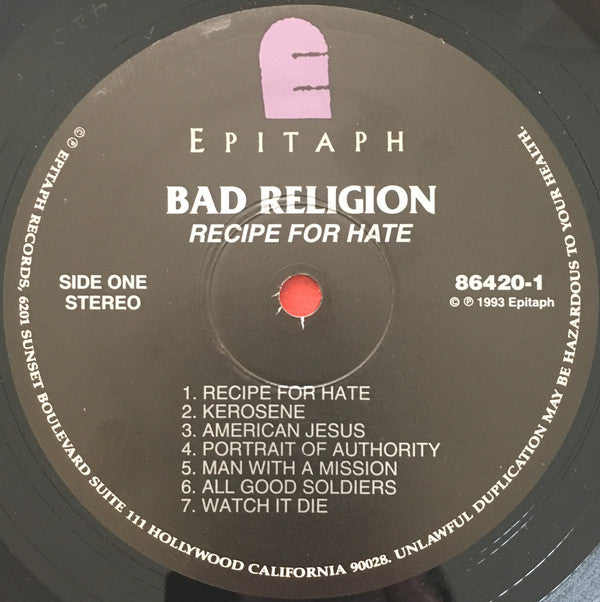 E
EPITAPH
BAD RELIGION
RECIPE FOR HATE
SIDE ONE
STEREO
86420-1
© ℗ 1993 Epitaph
1. RECIPE FOR HATE
2. KEROSENE
3. AMERICAN JESUS
4. PORTRAIT OF AUTHORITY
5. MAN WITH A MISSION
6. ALL GOOD SOLDIERS
7. WATCH IT DIE
© ℗ EPITAPH RECORDS, 6201 SUNSET BOULEVARD SUITE 111 HOLLYWOOD CALIFORNIA 90028. UNLAWFUL DUPLICATION MAY BE HAZARDOUS TO YOUR HEALTH.